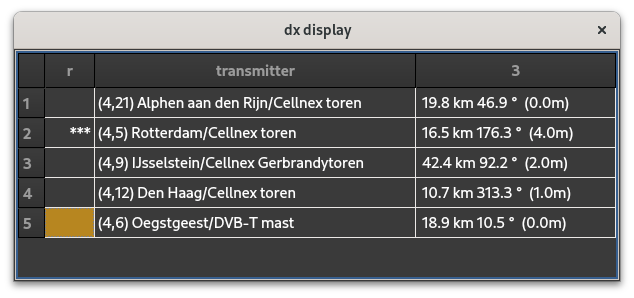 dx display ×
r transmitter 3
1 (4,21) Alphen aan den Rijn/Cellnex toren 19.8 km 46.9 ° (0.0m)
2 *** (4,5) Rotterdam/Cellnex toren 16.5 km 176.3 ° (4.0m)
3 (4,9) IJsselstein/Cellnex Gerbrandytoren 42.4 km 92.2 ° (2.0m)
4 (4,12) Den Haag/Cellnex toren 10.7 km 313.3 ° (1.0m)
5 (4,6) Oegstgeest/DVB-T mast 18.9 km 10.5 ° (0.0m)